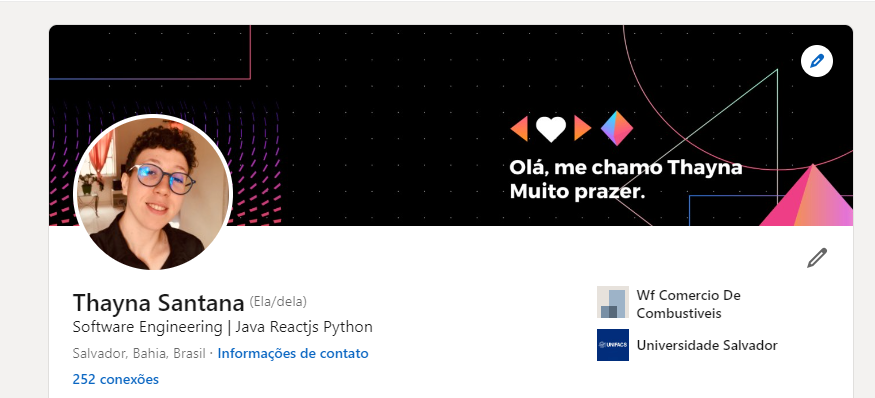 Olá, me chamo Thayna
Muito prazer.
Thayna Santana (Ela/dela)
Software Engineering | Java Reactjs Python
Salvador, Bahia, Brasil · Informações de contato
252 conexões
Wf Comercio De
Combustiveis
UNIFACS
Universidade Salvador